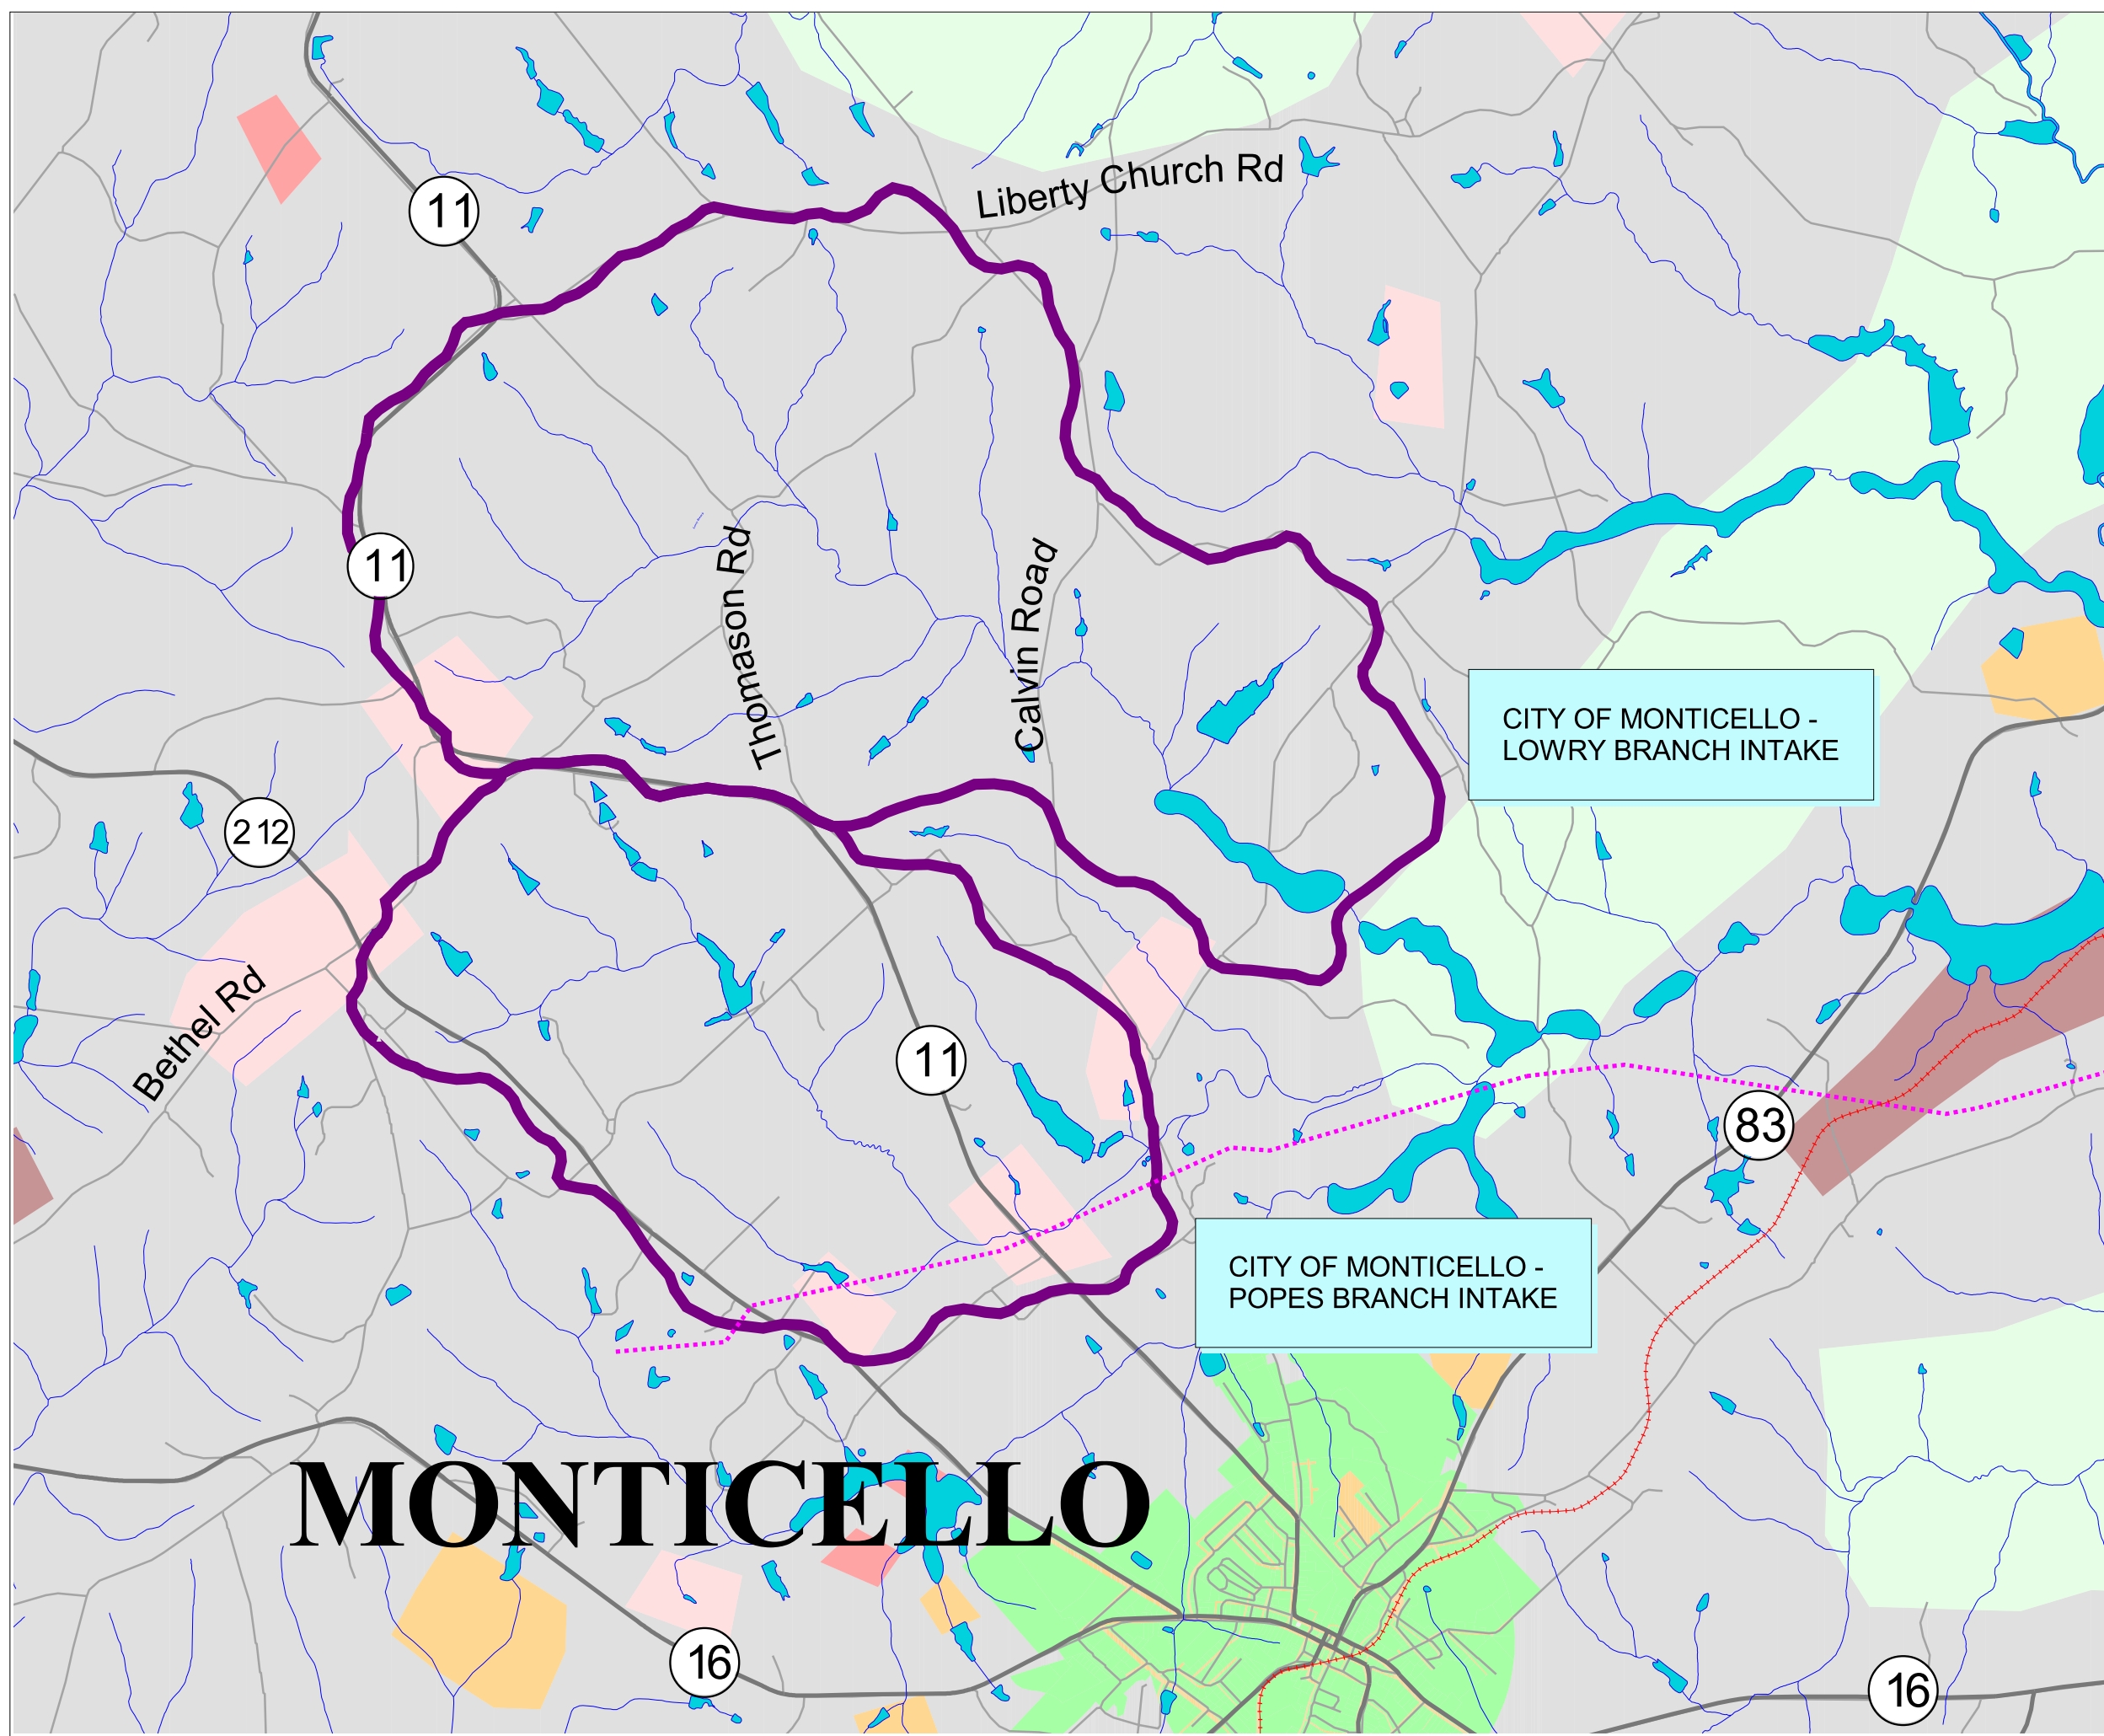 Liberty Church Rd
11
11
Thomason Rd
Calvin Road
CITY OF MONTICELLO -
LOWRY BRANCH INTAKE
212
Bethel Rd
11
83
CITY OF MONTICELLO -
POPES BRANCH INTAKE
MONTICELLO
16
16